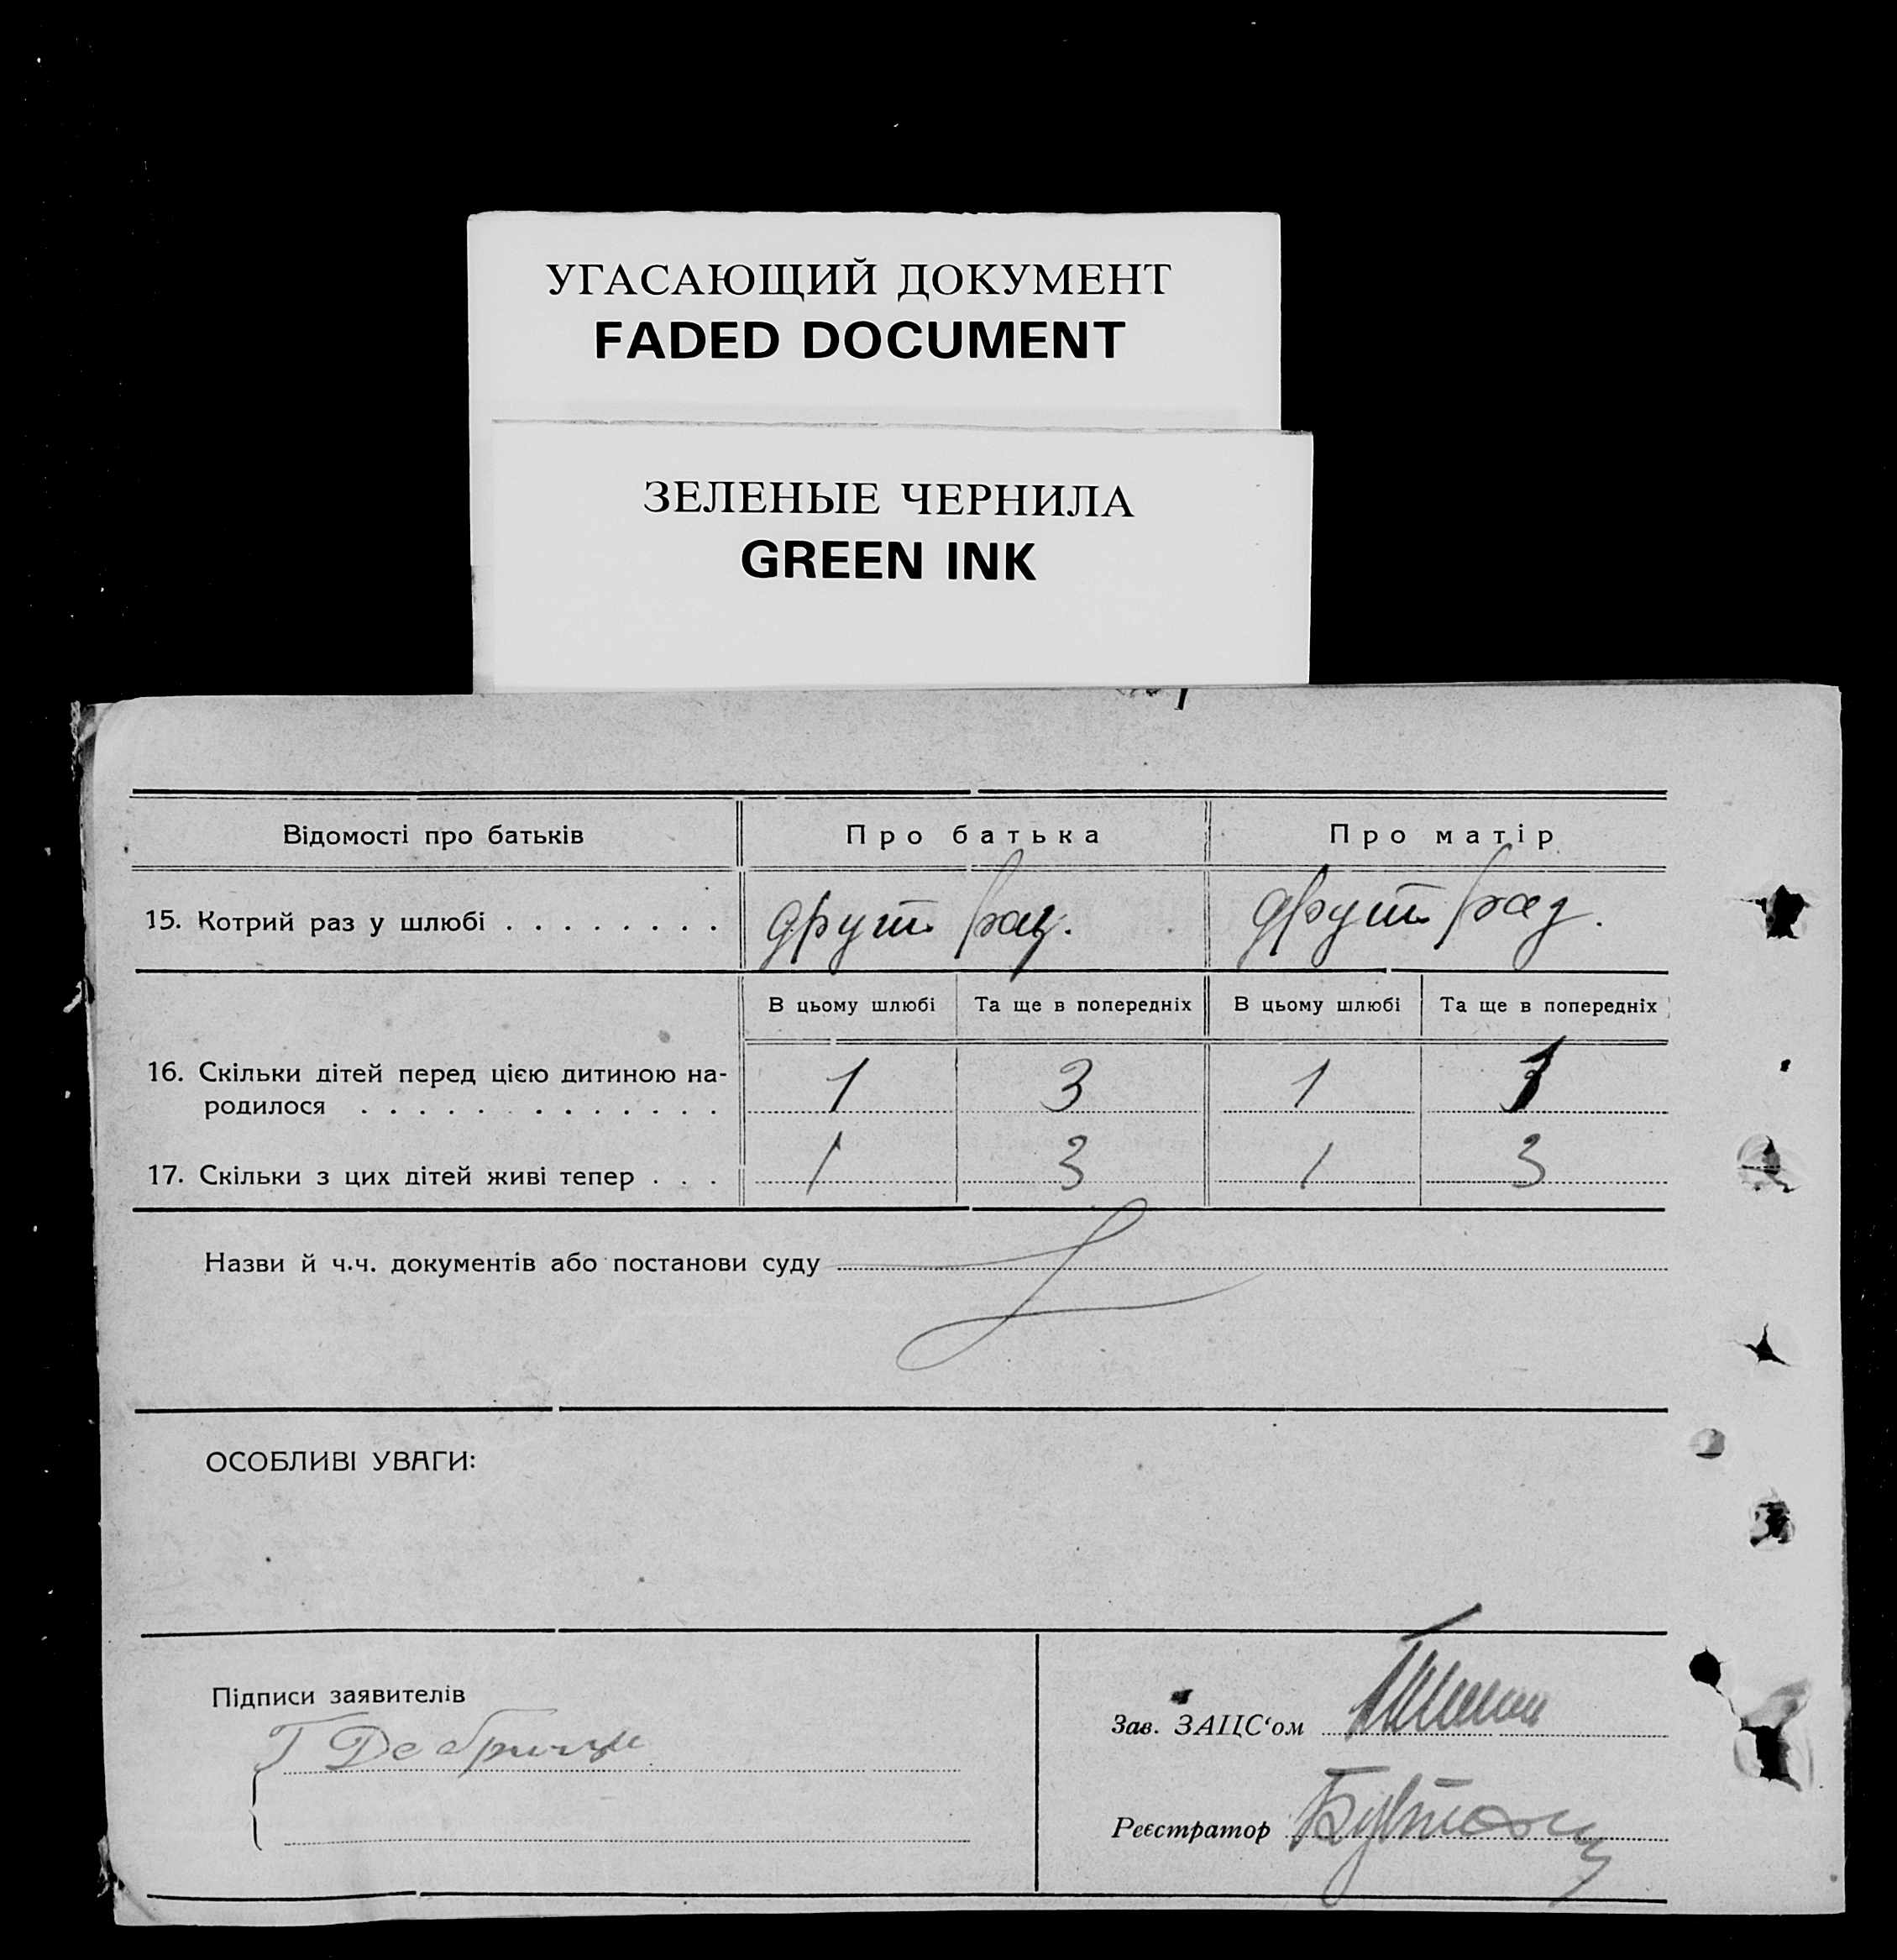 УГАСАЮЩИЙ ДОКУМЕНТ
FADED DOCUMENT
ЗЕЛЕНЫЕ ЧЕРНИЛА
GREEN INK
Відомості про батьків Про батька Про матір
15. Котрий раз у шлюбі . . . . . . . . раз. раз.
В цьому шлюбі Та ще в попередніх В цьому шлюбі Та ще в попередніх
16. Скільки дітей перед цією дитиною на-
родилося . . . . . . . . . . . . . 1 3 1
17. Скільки з цих дітей живі тепер . . . 1 3 1 3
Назви й ч.ч. документів або постанови суду
ОСОБЛИВІ УВАГИ:
Підписи заявителів
Зав. ЗАЦС‘ом
Реєстратор